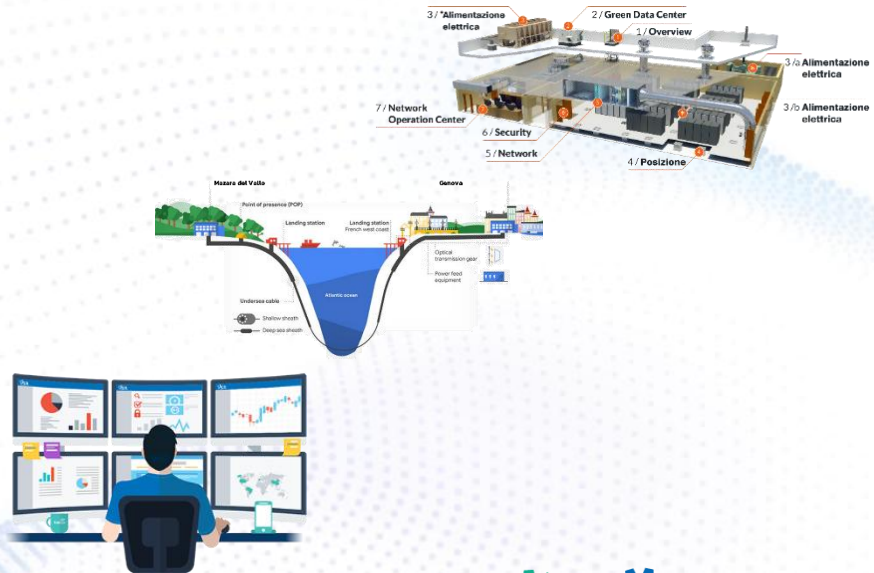 3 / "Alimentazione
elettrica
2 / Green Data Center
1 / Overview
3 /a Alimentazione
elettrica
3 /b Alimentazione
elettrica
7 / Network
Operation Center
6 / Security
5 / Network
4 / Posizione
Mazara del Vallo
Genova
Point of presence (POP)
Landing station
Landing station
French west coast
Optical
transmission gear
Power feed
equipment
Atlantic ocean
Undersea cable
Shallow sheath
Deep sea sheath